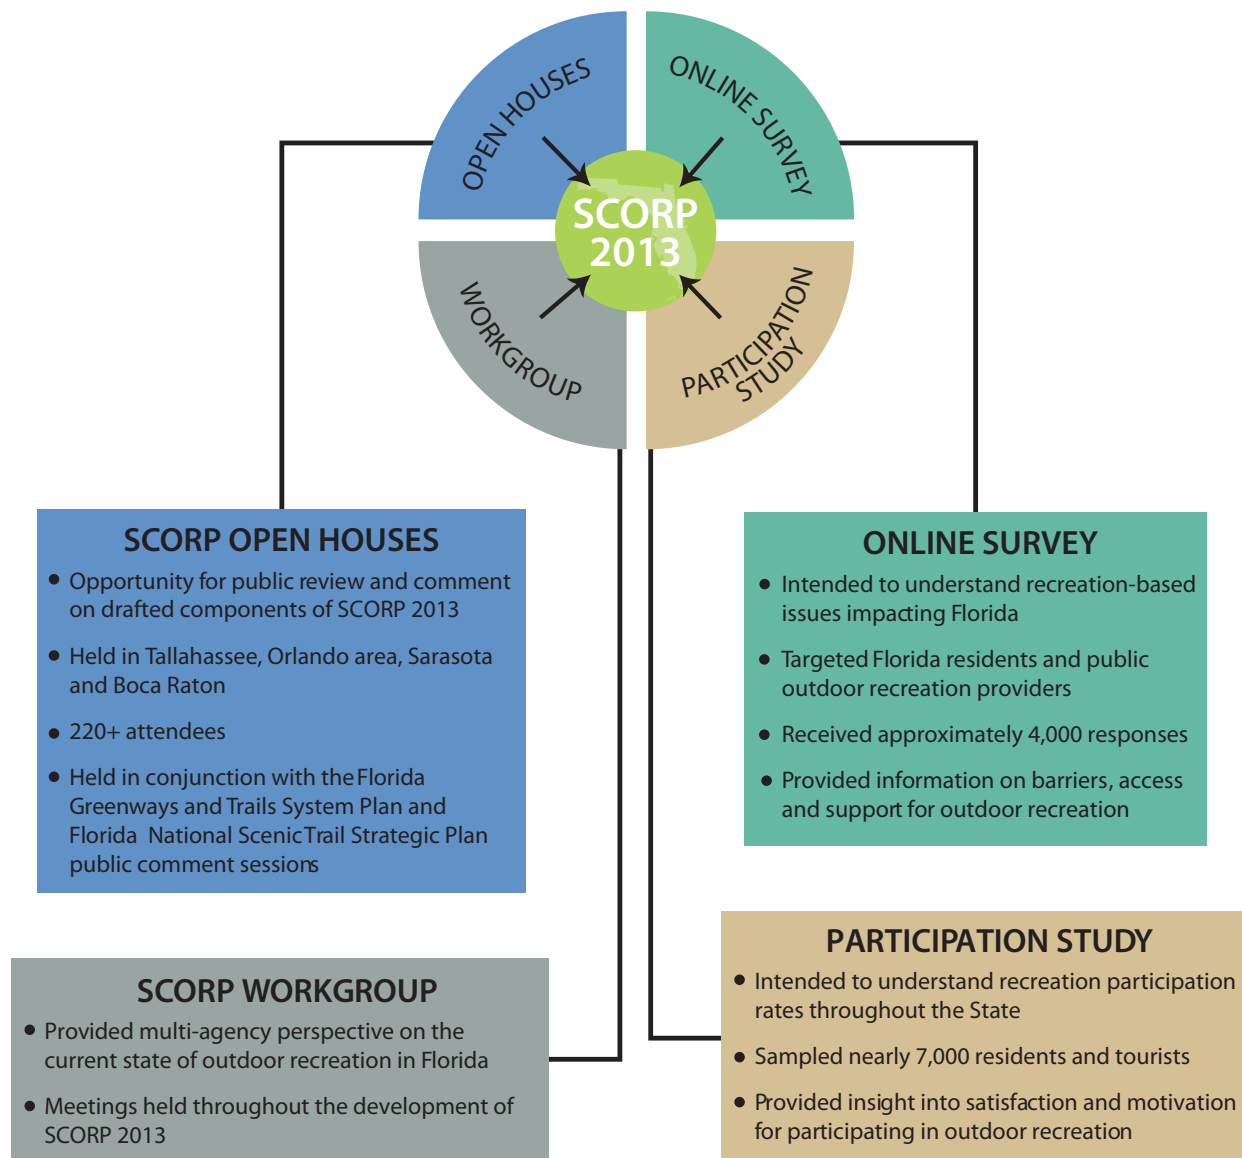 OPEN HOUSES
ONLINE SURVEY
SCORP
2013
WORKGROUP
PARTICIPATION
STUDY
SCORP OPEN HOUSES
• Opportunity for public review and comment
on drafted components of SCORP 2013
• Held in Tallahassee, Orlando area, Sarasota
and Boca Raton
• 220+ attendees
• Held in conjunction with the Florida
Greenways and Trails System Plan and
Florida National Scenic Trail Strategic Plan
public comment sessions
ONLINE SURVEY
• Intended to understand recreation-based
issues impacting Florida
• Targeted Florida residents and public
outdoor recreation providers
• Received approximately 4,000 responses
• Provided information on barriers, access
and support for outdoor recreation
SCORP WORKGROUP
• Provided multi-agency perspective on the
current state of outdoor recreation in Florida
• Meetings held throughout the development of
SCORP 2013
PARTICIPATION STUDY
• Intended to understand recreation participation
rates throughout the State
• Sampled nearly 7,000 residents and tourists
• Provided insight into satisfaction and motivation
for participating in outdoor recreation